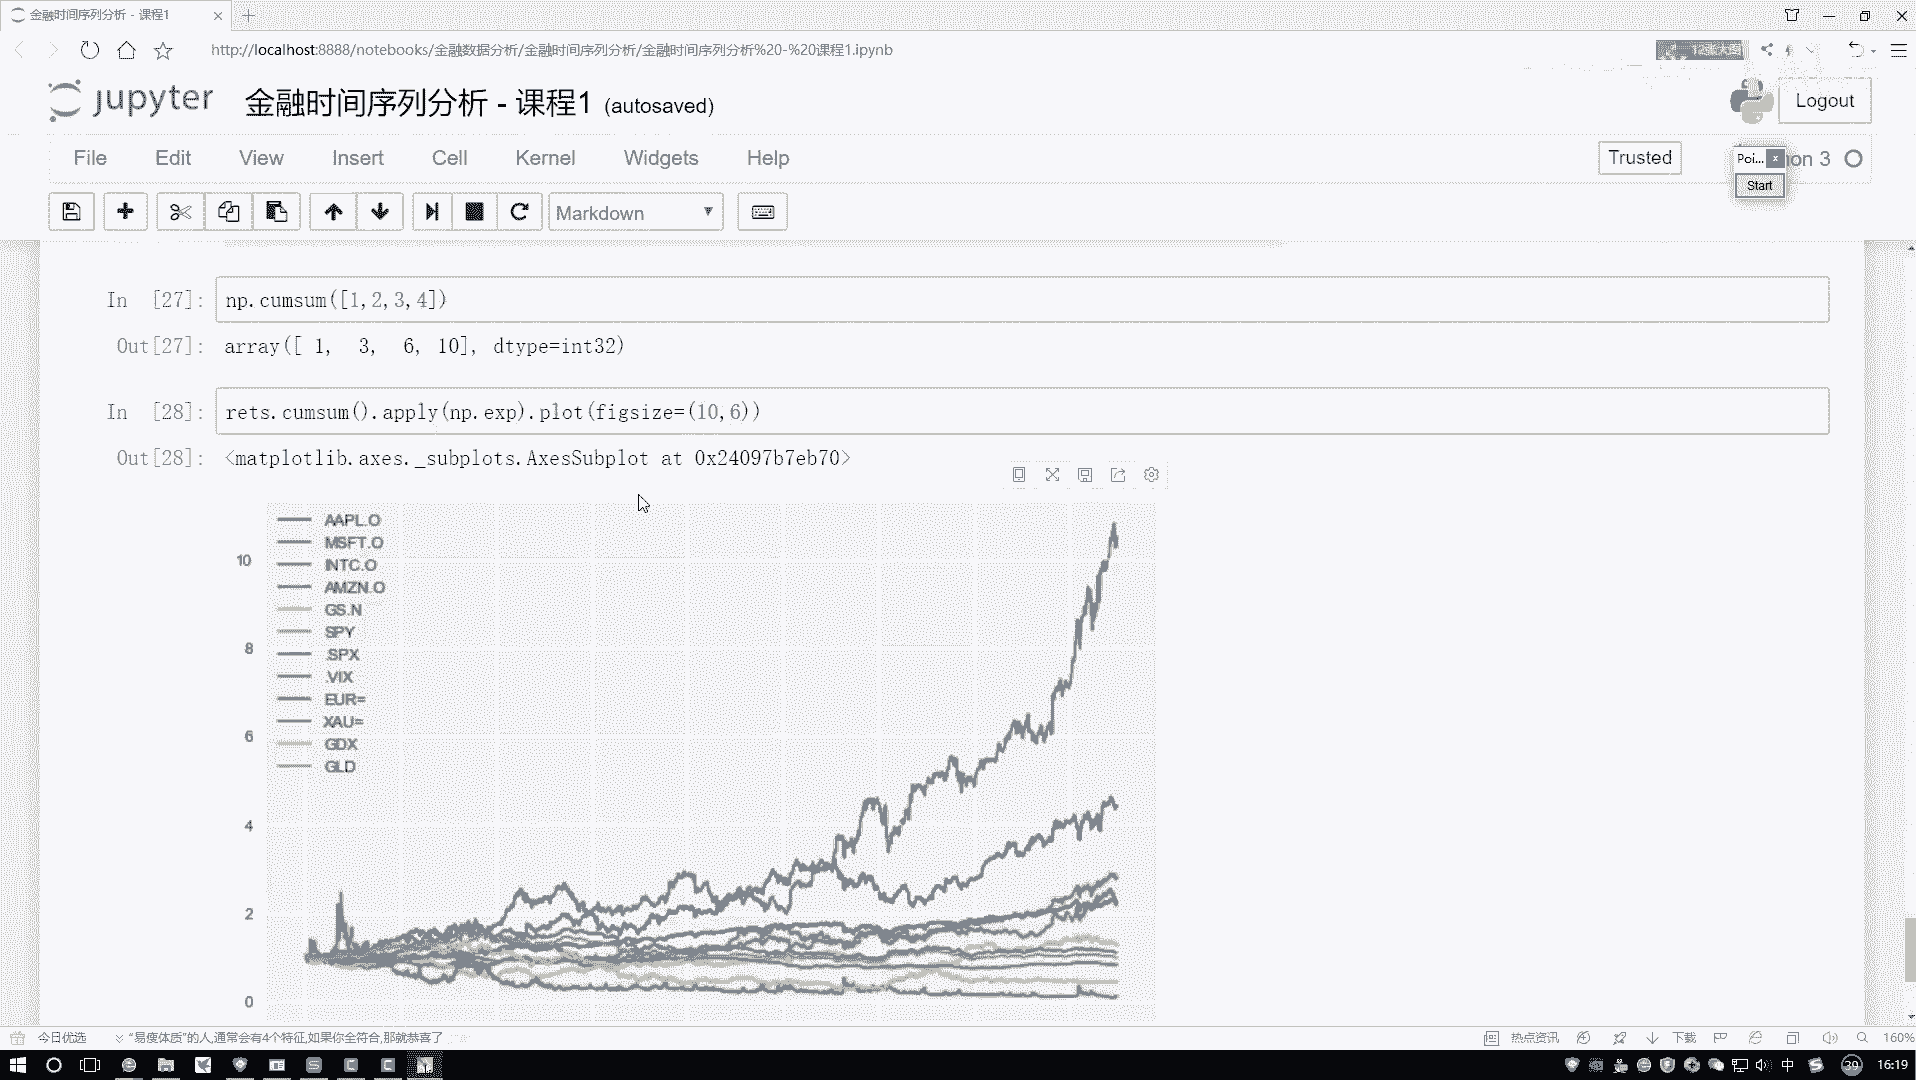 金融时间序列分析 - 课程1
http://localhost:8888/notebooks/金融数据分析/金融时间序列分析/金融时间序列分析%20-%20课程1.ipynb
jupyter 金融时间序列分析 - 课程1 (autosaved)
Logout
File Edit View Insert Cell Kernel Widgets Help
Trusted
on 3
Poi...
Start
Markdown
In [27]: np.cumsum([1,2,3,4])
Out[27]: array([ 1, 3, 6, 10], dtype=int32)
In [28]: rets.cumsum().apply(np.exp).plot(figsize=(10,6))
Out[28]: <matplotlib.axes._subplots.AxesSubplot at 0x24097b7eb70>
AAPL.O
MSFT.O
INTC.O
AMZN.O
GS.N
SPY
.SPX
.VIX
EUR=
XAU=
GDX
GLD
10
8
6
4
2
0
今日优选
“易瘦体质”的人,通常会有4个特征,如果你全符合,那就恭喜了
热点资讯
下载
160%
中
39
16:19